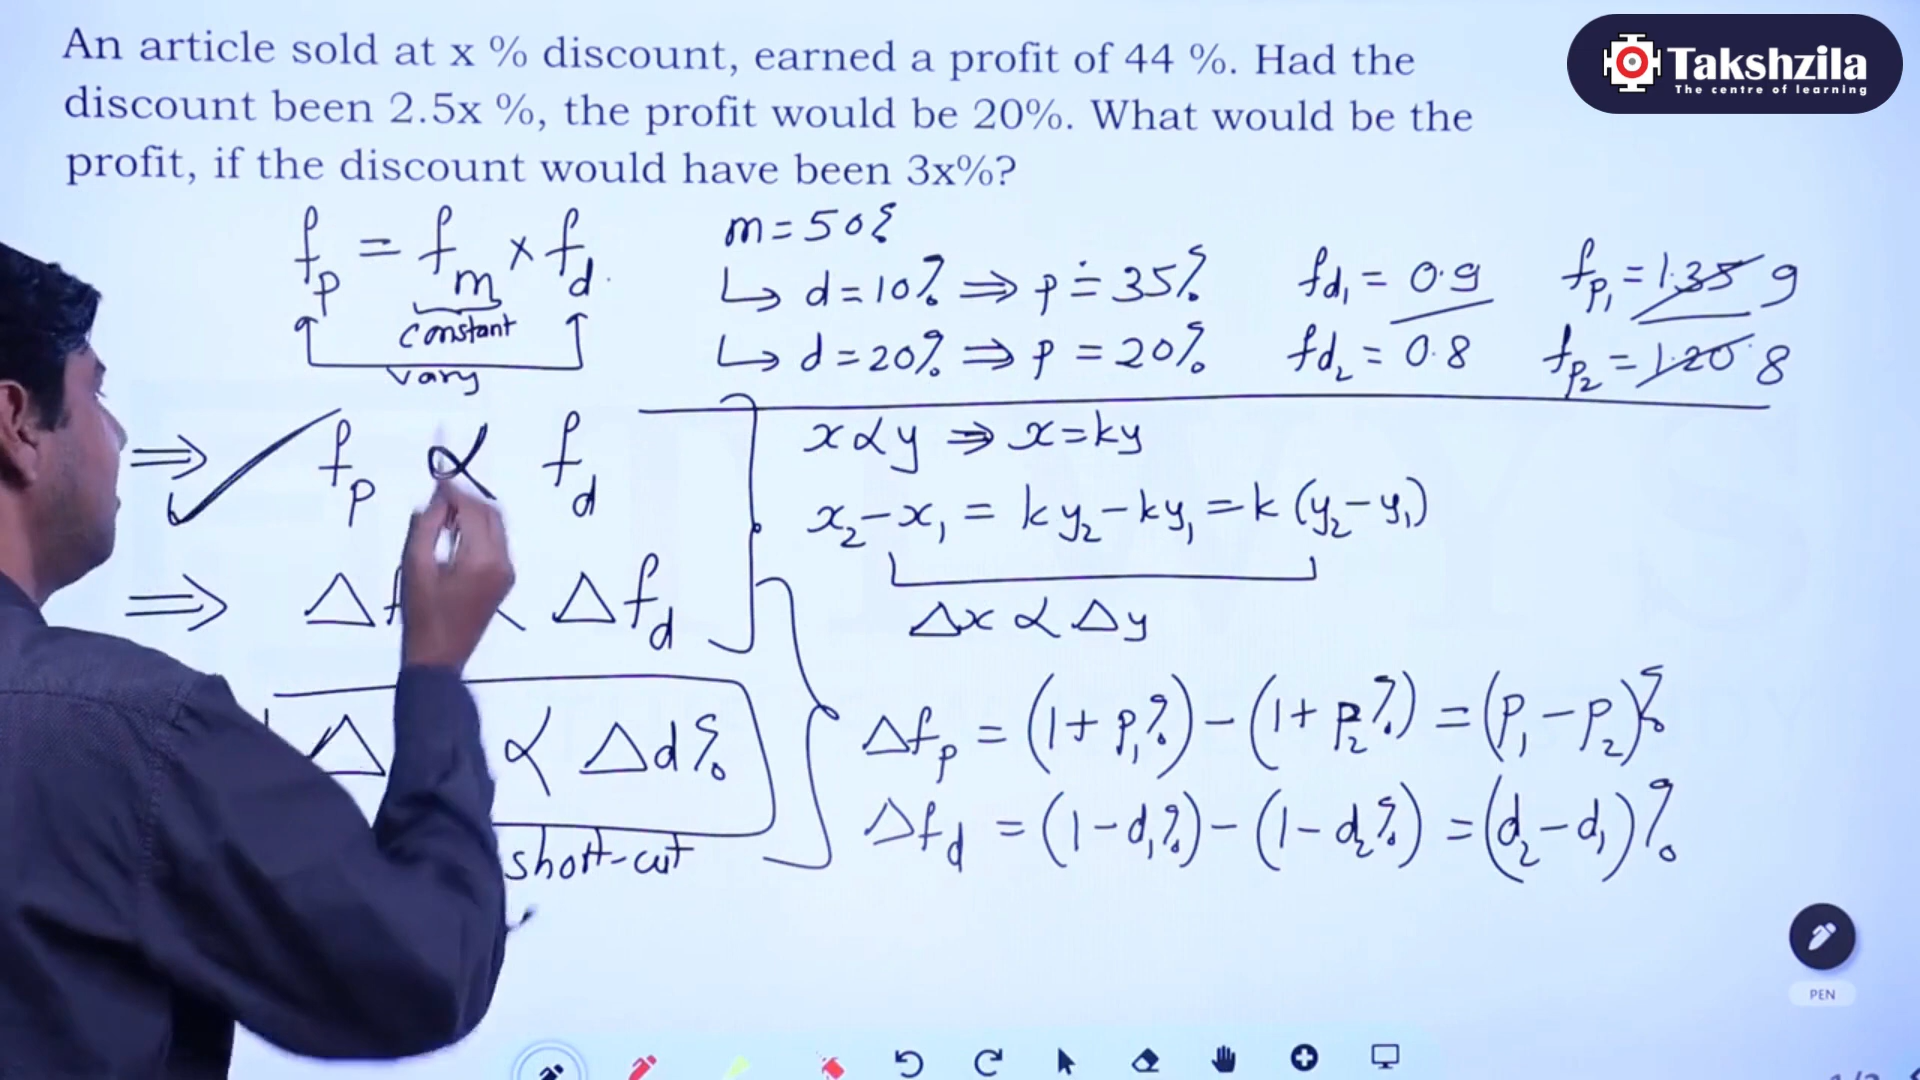 An article sold at x % discount, earned a profit of 44 %. Had the
discount been 2.5x %, the profit would be 20%. What would be the
profit, if the discount would have been 3x%?
Takshzila
The centre of learning
fp = fm × fd
constant
vary
m = 50%
↳ d = 10% ⇒ p = 35%
↳ d = 20% ⇒ p = 20%
fd₁ = 0.9
fd₂ = 0.8
fp₁ = 1.35 9
fp₂ = 1.20 8
⇒ fp ∝ fd
⇒ Δf ∝ Δfd
Δ ∝ Δd%
short-cut
x ∝ y ⇒ x = ky
x₂ - x₁ = ky₂ - ky₁ = k (y₂ - y₁)
Δx ∝ Δy
Δfp = (1 + p₁%) - (1 + p₂%) = (p₁ - p₂)%
Δfd = (1 - d₁%) - (1 - d₂%) = (d₂ - d₁)%
PEN